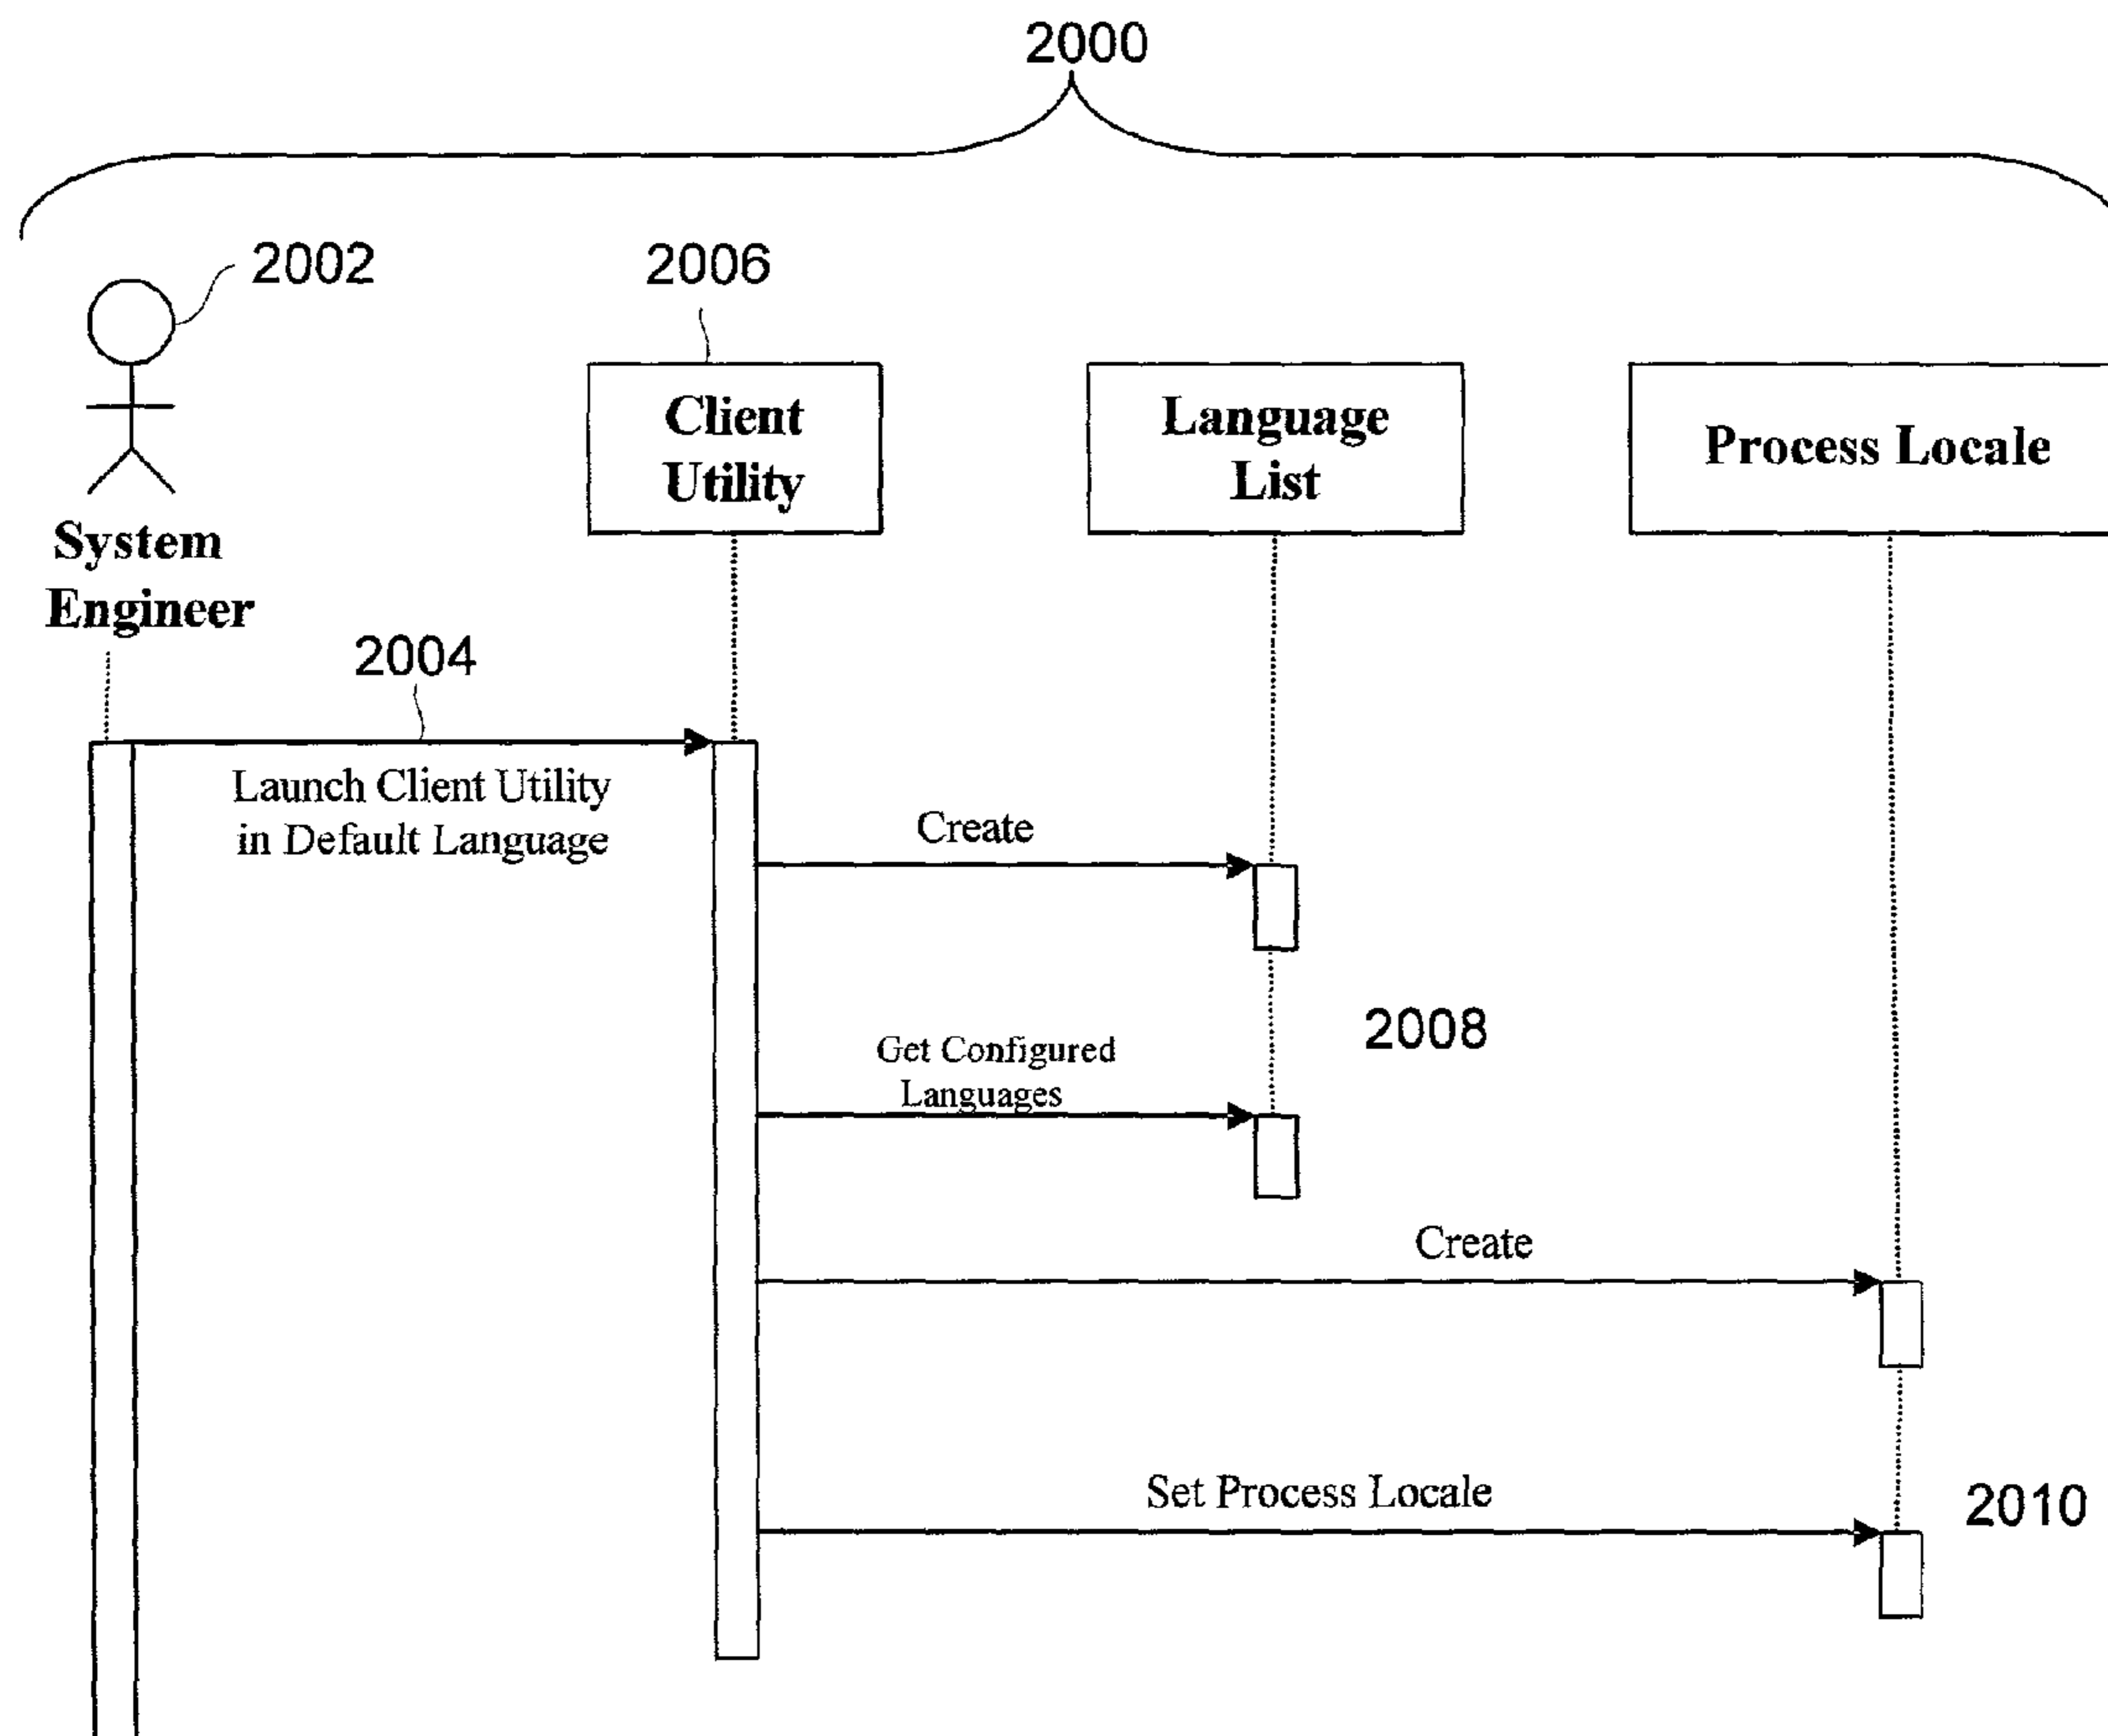 2000
2002
2006
Client
Utility
Language
List
Process Locale
System
Engineer
2004
Launch Client Utility
in Default Language
Create
2008
Get Configured
Languages
Create
Set Process Locale
2010